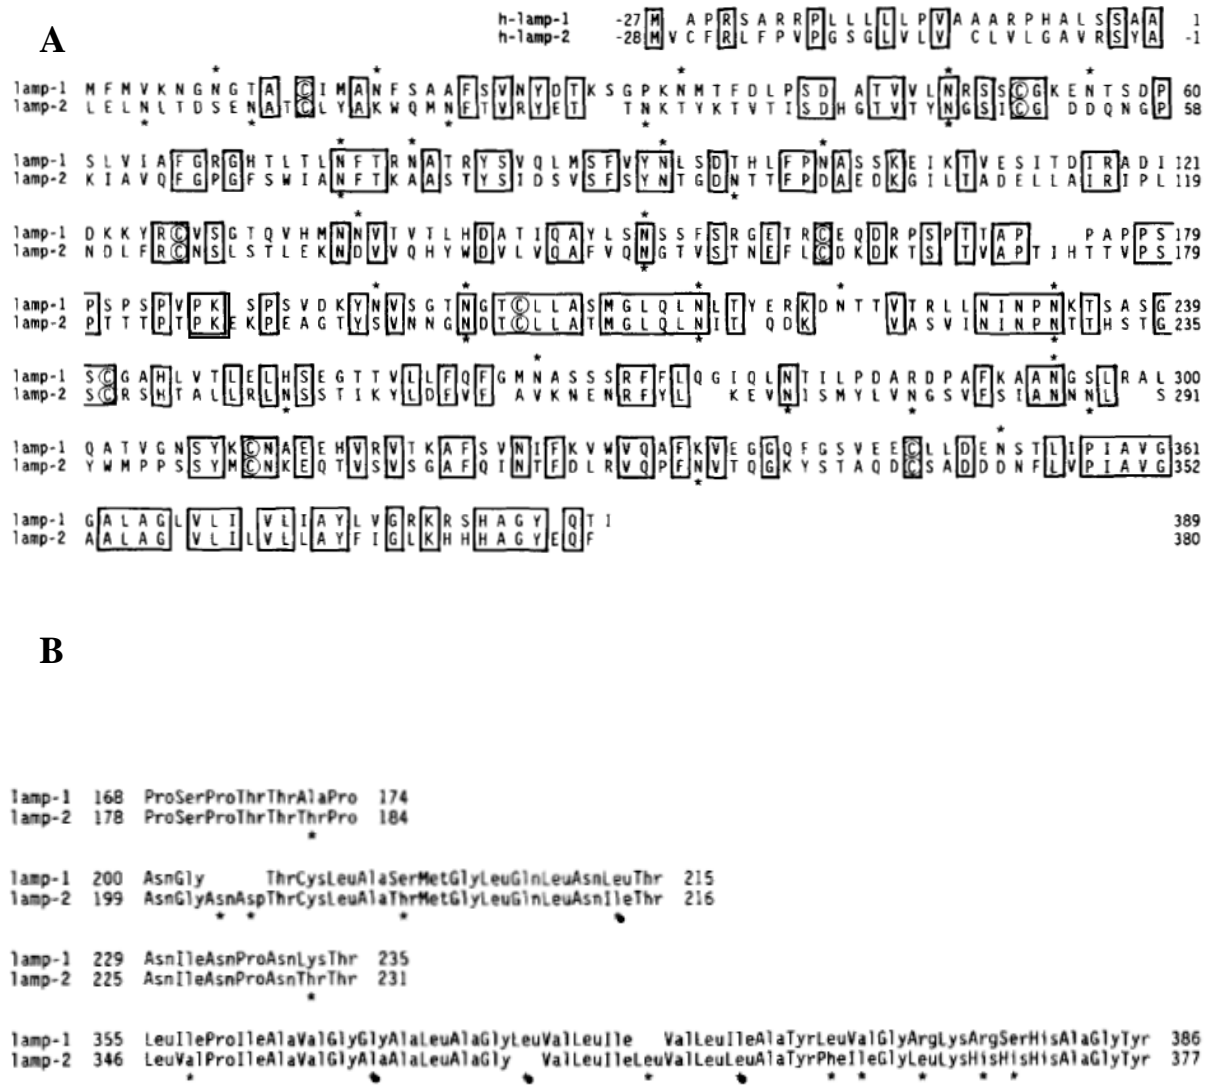 A
h-lamp-1 -27 M A P R S A R R P L L L L L P V A A A R P H A L S S A A 1
h-lamp-2 -28 M V C F R L F P V P G S G L V L V C L V L G A V R S Y A -1
* * * * *
lamp-1 M F M V K N G N G T A C I M A N F S A A F S V N Y D T K S G P K N M T F D L P S D A T V V L N R S S C G K E N T S D P 60
lamp-2 L E L N L T D S E N A T C L Y A K W Q M N F T V R Y E T T N K T Y K T V T I S D H G T V T Y N G S I C G D D Q N G P 58
* * * * *
* * * *
lamp-1 S L V I A F G R G H T L T L N F T R N A T R Y S V Q L M S F V Y N L S D T H L F P N A S S K E I K T V E S I T D I R A D I 121
lamp-2 K I A V Q F G P G F S W I A N F T K A A S T Y S I D S V S F S Y N T G D N T T F P D A E D K G I L T A D E L L A I R I P L 119
* *
* *
lamp-1 D K K Y R C V S G T Q V H M N N V T V T L H D A T I Q A Y L S N S S F S R G E T R C E Q D R P S P T T A P P A P P S 179
lamp-2 N D L F R C N S L S T L E K N D V V Q H Y W D V L V Q A F V Q N G T V S T N E F L C D K D K T S T V A P T I H T T V P S 179
*
* * * * *
lamp-1 P S P S P V P K S P S V D K Y N V S G T N G T C L L A S M G L Q L N L T Y E R K D N T T V T R L L N I N P N K T S A S G 239
lamp-2 P T T T P T P K E K P E A G T Y S V N N G N D T C L L A T M G L Q L N I T Q D K V A S V I N I N P N T T H S T G 235
* * *
* *
lamp-1 S C G A H L V T L E L H S E G T T V L L F Q F G M N A S S S R F F L Q G I Q L N T I L P D A R D P A F K A A N G S L R A L 300
lamp-2 S C R S H T A L L R L N S S T I K Y L D F V F A V K N E N R F Y L K E V N I S M Y L V N G S V F S I A N N N L S 291
* * * *
*
lamp-1 Q A T V G N S Y K C N A E E H V R V T K A F S V N I F K V W V Q A F K V E G G Q F G S V E E C L L D E N S T L I P I A V G 361
lamp-2 Y W M P P S S Y M C N K E Q T V S V S G A F Q I N T F D L R V Q P F N V T Q G K Y S T A Q D C S A D D D N F L V P I A V G 352
*
lamp-1 G A L A G L V L I V L I A Y L V G R K R S H A G Y Q T I 389
lamp-2 A A L A G V L I L V L L A Y F I G L K H H H A G Y E Q F 380
B
lamp-1 168 ProSerProThrThrAlaPro 174
lamp-2 178 ProSerProThrThrThrPro 184
*
lamp-1 200 AsnGly ThrCysLeuAlaSerMetGlyLeuGlnLeuAsnLeuThr 215
lamp-2 199 AsnGlyAsnAspThrCysLeuAlaThrMetGlyLeuGlnLeuAsnIleThr 216
* * * •
lamp-1 229 AsnIleAsnProAsnLysThr 235
lamp-2 225 AsnIleAsnProAsnThrThr 231
*
lamp-1 355 LeuIleProIleAlaValGlyGlyAlaLeuAlaGlyLeuValLeuIle ValLeuIleAlaTyrLeuValGlyArgLysArgSerHisAlaGlyTyr 386
lamp-2 346 LeuValProIleAlaValGlyAlaAlaLeuAlaGly ValLeuIleLeuValLeuLeuAlaTyrPheIleGlyLeuLysHisHisHisAlaGlyTyr 377
* • • * • * * * * *